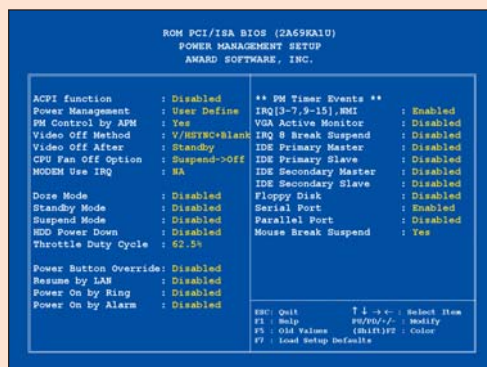 ROM PCI/ISA BIOS (2A69KA1U)
POWER MANAGEMENT SETUP
AWARD SOFTWARE, INC.
ACPI function : Disabled
Power Management : User Define
PM Control by APM : Yes
Video Off Method : V/HSYNC+Blank
Video Off After : Standby
CPU Fan Off Option : Suspend->Off
MODEM Use IRQ : NA
Doze Mode : Disabled
Standby Mode : Disabled
Suspend Mode : Disabled
HDD Power Down : Disabled
Throttle Duty Cycle : 62.5%
Power Button Override: Disabled
Resume by LAN : Disabled
Power On by Ring : Disabled
Power On by Alarm : Disabled
** PM Timer Events **
IRQ[3-7,9-15],NMI : Enabled
VGA Active Monitor : Disabled
IRQ 8 Break Suspend : Disabled
IDE Primary Master : Disabled
IDE Primary Slave : Disabled
IDE Secondary Master : Disabled
IDE Secondary Slave : Disabled
Floppy Disk : Disabled
Serial Port : Enabled
Parallel Port : Disabled
Mouse Break Suspend : Yes
ESC: Quit ↑↓→← : Select Item
F1 : Help PU/PD/+/- : Modify
F5 : Old Values (Shift)F2 : Color
F7 : Load Setup Defaults